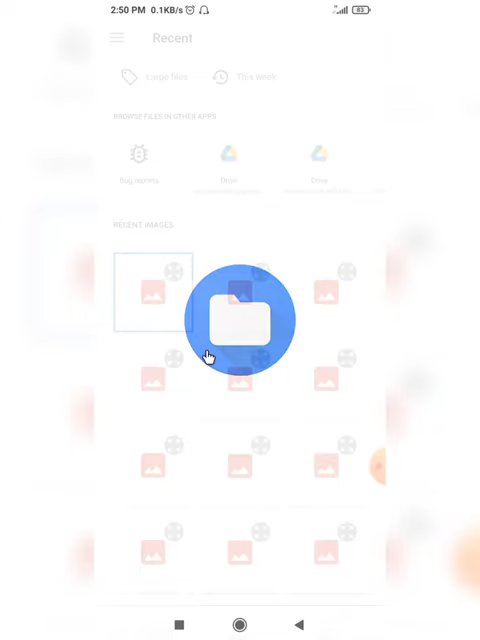 2:50 PM 0.1KB/s
83
Recent
Large files
This week
BROWSE FILES IN OTHER APPS
Bug reports
Drive
Drive
RECENT IMAGES